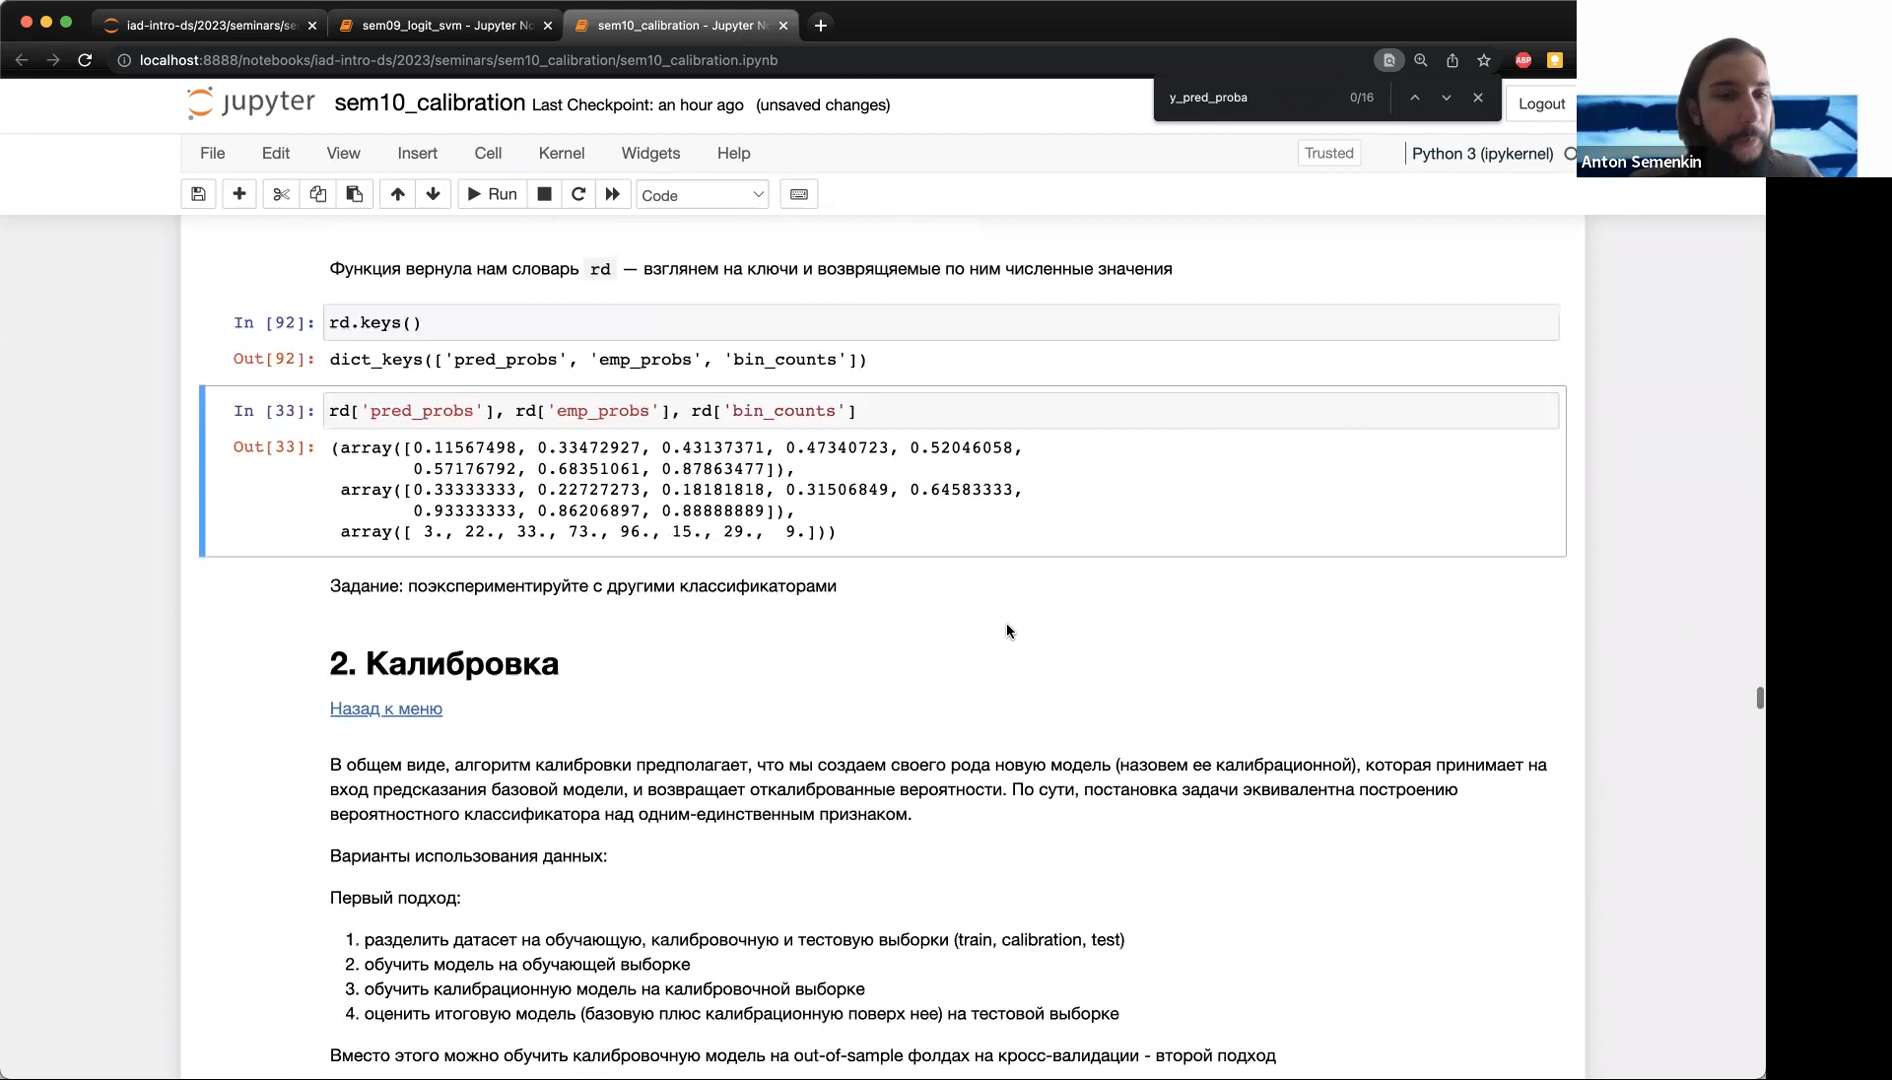 iad-intro-ds/2023/seminars/se
sem09_logit_svm - Jupyter No
sem10_calibration - Jupyter N
localhost:8888/notebooks/iad-intro-ds/2023/seminars/sem10_calibration/sem10_calibration.ipynb
ABP
y_pred_proba 0/16
jupyter sem10_calibration Last Checkpoint: an hour ago (unsaved changes)
Logout
File Edit View Insert Cell Kernel Widgets Help
Trusted
Python 3 (ipykernel)
Anton Semenkin
Run
Code
Функция вернула нам словарь rd — взглянем на ключи и возврящяемые по ним численные значения
In [92]: rd.keys()
Out[92]: dict_keys(['pred_probs', 'emp_probs', 'bin_counts'])
In [33]: rd['pred_probs'], rd['emp_probs'], rd['bin_counts']
Out[33]: (array([0.11567498, 0.33472927, 0.43137371, 0.47340723, 0.52046058,
0.57176792, 0.68351061, 0.87863477]),
array([0.33333333, 0.22727273, 0.18181818, 0.31506849, 0.64583333,
0.93333333, 0.86206897, 0.88888889]),
array([ 3., 22., 33., 73., 96., 15., 29., 9.]))
Задание: поэкспериментируйте с другими классификаторами
2. Калибровка
Назад к меню
В общем виде, алгоритм калибровки предполагает, что мы создаем своего рода новую модель (назовем ее калибрационной), которая принимает на
вход предсказания базовой модели, и возвращает откалиброванные вероятности. По сути, постановка задачи эквивалентна построению
вероятностного классификатора над одним-единственным признаком.
Варианты использования данных:
Первый подход:
1. разделить датасет на обучающую, калибровочную и тестовую выборки (train, calibration, test)
2. обучить модель на обучающей выборке
3. обучить калибрационную модель на калибровочной выборке
4. оценить итоговую модель (базовую плюс калибрационную поверх нее) на тестовой выборке
Вместо этого можно обучить калибровочную модель на out-of-sample фолдах на кросс-валидации - второй подход